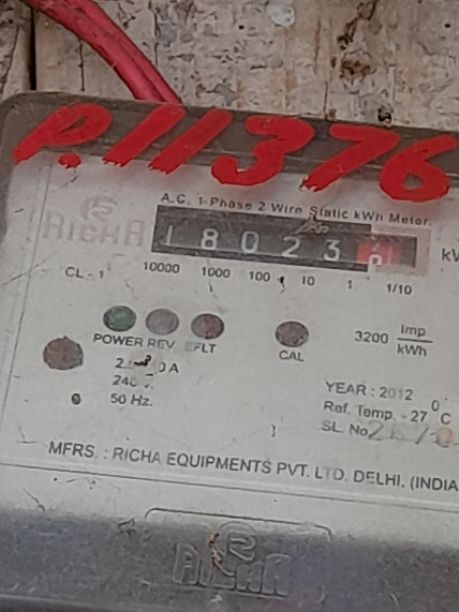 P.11376
A.C. 1-Phase 2 Wire Static kWh Meter.
RICHA
18023
CL - 1
10000 1000 100 10 1 1/10
POWER REV EFLT
CAL
3200 Imp/kWh
50 Hz.
YEAR : 2012
Ref. Temp. - 27 °C
SL. No
MFRS. : RICHA EQUIPMENTS PVT. LTD. DELHI. (INDIA
RICHA